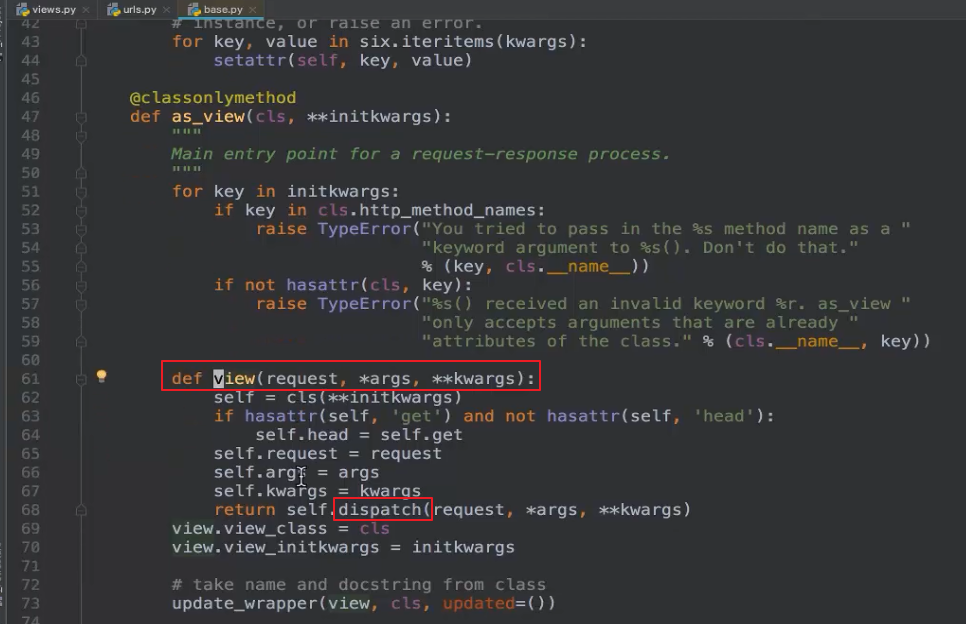 views.py × urls.py × base.py ×
42 # instance, or raise an error.
43 for key, value in six.iteritems(kwargs):
44 setattr(self, key, value)
45
46 @classonlymethod
47 def as_view(cls, **initkwargs):
48 """
49 Main entry point for a request-response process.
50 """
51 for key in initkwargs:
52 if key in cls.http_method_names:
53 raise TypeError("You tried to pass in the %s method name as a "
54 "keyword argument to %s(). Don't do that."
55 % (key, cls.__name__))
56 if not hasattr(cls, key):
57 raise TypeError("%s() received an invalid keyword %r. as_view "
58 "only accepts arguments that are already "
59 "attributes of the class." % (cls.__name__, key))
60
61 def view(request, *args, **kwargs):
62 self = cls(**initkwargs)
63 if hasattr(self, 'get') and not hasattr(self, 'head'):
64 self.head = self.get
65 self.request = request
66 self.args = args
67 self.kwargs = kwargs
68 return self.dispatch(request, *args, **kwargs)
69 view.view_class = cls
70 view.view_initkwargs = initkwargs
71
72 # take name and docstring from class
73 update_wrapper(view, cls, updated=())
74